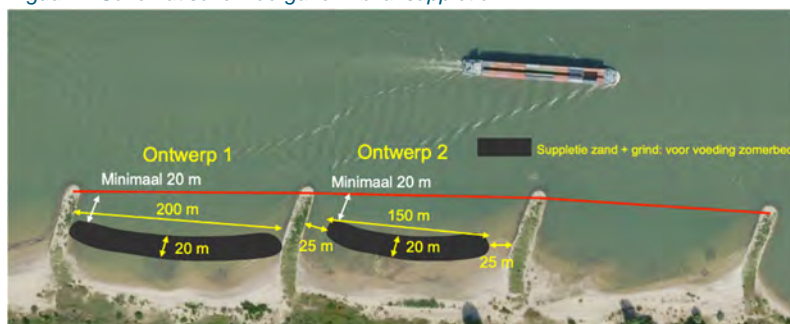 Ontwerp 1
Ontwerp 2
Suppletie zand + grind: voor voeding zomerbed
Minimaal 20 m
Minimaal 20 m
200 m
150 m
20 m
25 m
20 m
25 m